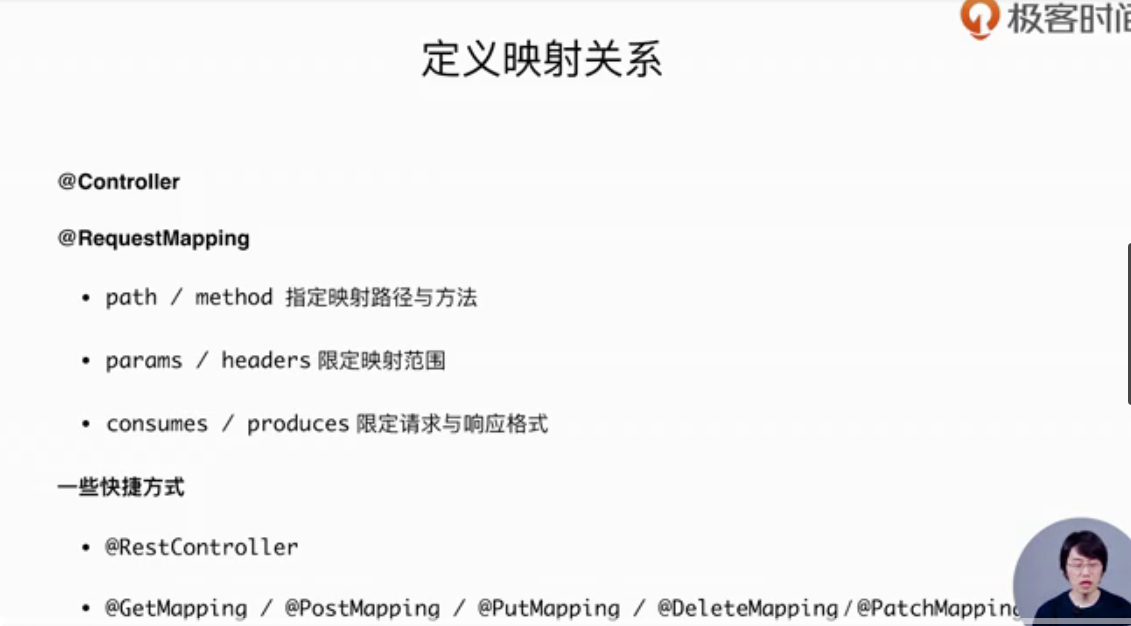 极客时间
定义映射关系
@Controller
@RequestMapping
• path / method 指定映射路径与方法
• params / headers 限定映射范围
• consumes / produces 限定请求与响应格式
一些快捷方式
• @RestController
• @GetMapping / @PostMapping / @PutMapping / @DeleteMapping/@PatchMapping